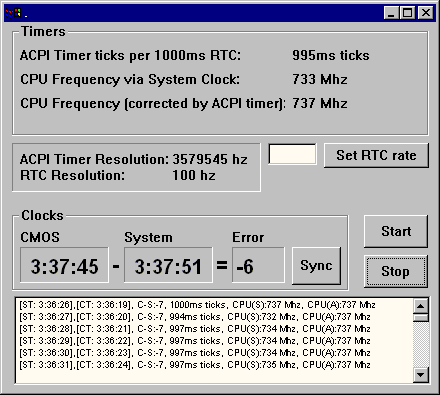 .
Timers
ACPI Timer ticks per 1000ms RTC: 995ms ticks
CPU Frequency via System Clock: 733 Mhz
CPU Frequency (corrected by ACPI timer): 737 Mhz
ACPI Timer Resolution: 3579545 hz
RTC Resolution: 100 hz
Set RTC rate
Clocks
CMOS System Error
3:37:45 - 3:37:51 = -6
Sync
Start
Stop
[ST: 3:36:26],[CT: 3:36:19], C-S:-7, 1000ms ticks, CPU(S):737 Mhz, CPU(A):737 Mhz
[ST: 3:36:27],[CT: 3:36:20], C-S:-7, 994ms ticks, CPU(S):732 Mhz, CPU(A):737 Mhz
[ST: 3:36:28],[CT: 3:36:21], C-S:-7, 997ms ticks, CPU(S):734 Mhz, CPU(A):737 Mhz
[ST: 3:36:29],[CT: 3:36:22], C-S:-7, 997ms ticks, CPU(S):734 Mhz, CPU(A):737 Mhz
[ST: 3:36:30],[CT: 3:36:23], C-S:-7, 997ms ticks, CPU(S):734 Mhz, CPU(A):737 Mhz
[ST: 3:36:31],[CT: 3:36:24], C-S:-7, 997ms ticks, CPU(S):735 Mhz, CPU(A):737 Mhz